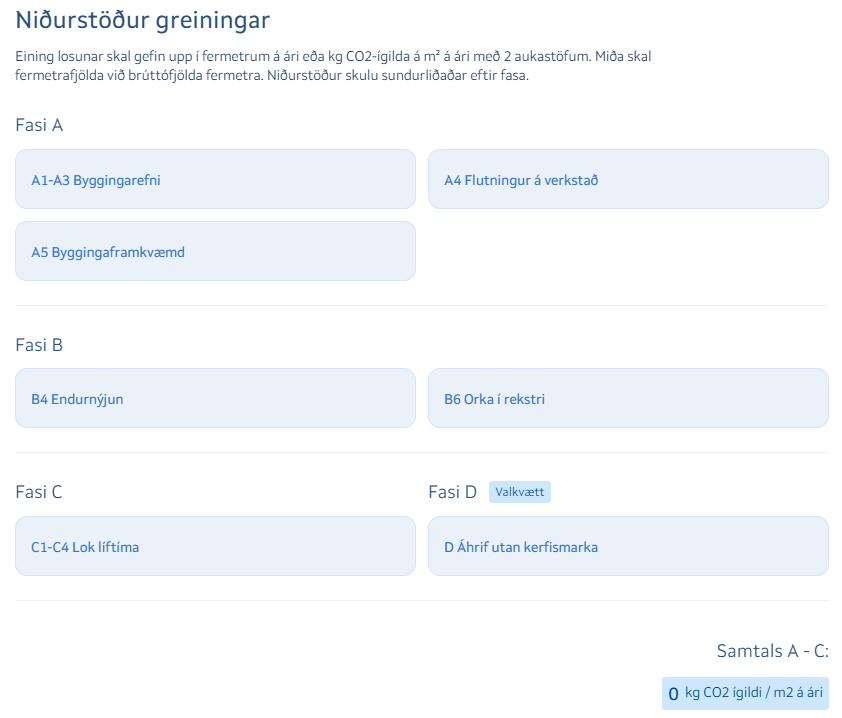 Niðurstöður greiningar
Eining losunar skal gefin upp í fermetrum á ári eða kg CO2-ígilda á m² á ári með 2 aukastöfum. Miða skal
fermetrafjölda við brúttófjölda fermetra. Niðurstöður skulu sundurliðaðar eftir fasa.
Fasi A
A1-A3 Byggingarefni
A4 Flutningur á verkstað
A5 Byggingaframkvæmd
Fasi B
B4 Endurnýjun
B6 Orka í rekstri
Fasi C
Fasi D Valkvætt
C1-C4 Lok líftíma
D Áhrif utan kerfismarka
Samtals A - C:
0 kg CO2 ígildi / m2 á ári